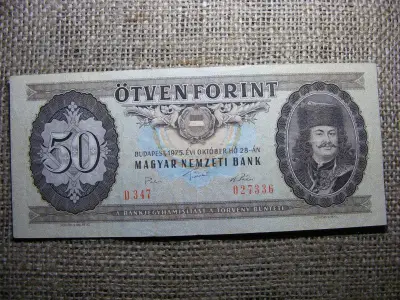 ÖTVEN FORINT
50
BUDAPEST, 1975. ÉVI OKTÓBER HÓ 28-ÁN
MAGYAR NEMZETI BANK
D 347
027336
A BANKJEGYHAMISÍTÁST A TÖRVÉNY BÜNTETI